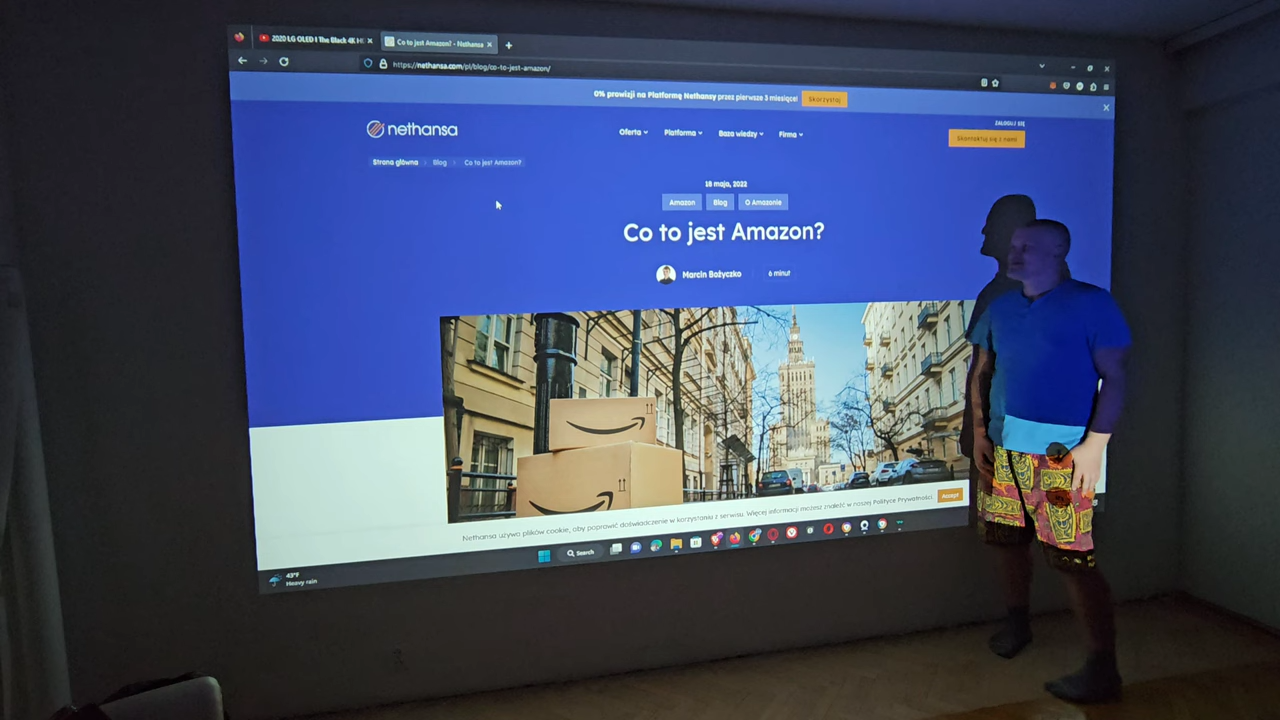 2020 LG OLED l The Black 4K H
Co to jest Amazon? - Nethansa
https://nethansa.com/pl/blog/co-to-jest-amazon/
0% prowizji na Platformę Nethansy przez pierwsze 3 miesiące!
Skorzystaj
ZALOGUJ SIĘ
nethansa
Oferta
Platforma
Baza wiedzy
Firma
Skontaktuj się z nami
Strona główna
Blog
Co to jest Amazon?
18 maja, 2022
Amazon
Blog
O Amazonie
Co to jest Amazon?
Marcin Bożyczko
6 minut
Nethansa używa plików cookie, aby poprawić doświadczenie w korzystaniu z serwisu. Więcej informacji możesz znaleźć w naszej Polityce Prywatności.
Accept
Search
43°F
Heavy rain